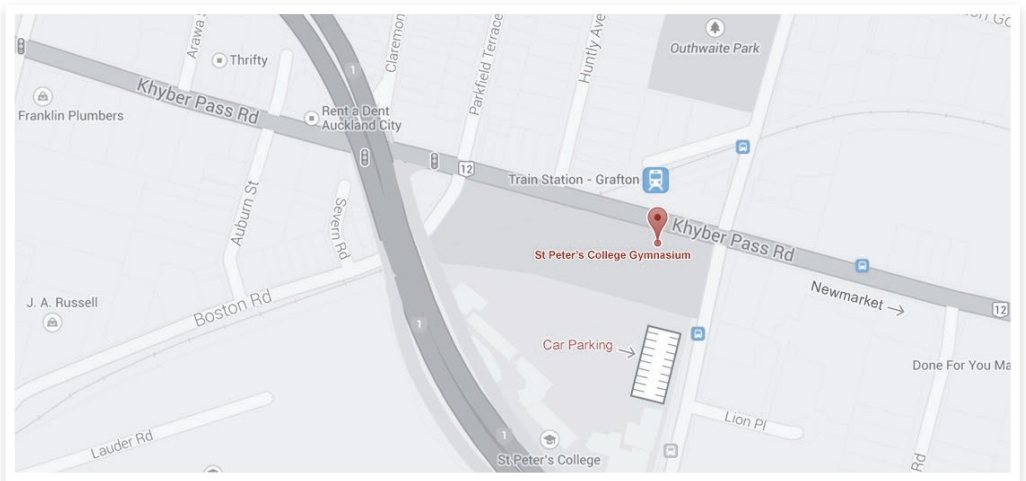 Arawa S
Thrifty
Claremon
Parkfield Terrace
Huntly Ave
Outhwaite Park
1
Khyber Pass Rd
Franklin Plumbers
Rent a Dent
Auckland City
12
Train Station - Grafton
Auburn St
Severn Rd
Khyber Pass Rd
St Peter's College Gymnasium
Newmarket
J. A. Russell
Boston Rd
1
12
Car Parking
Done For You Ma
Lion Pl
Lauder Rd
1
St Peter's College
Rd